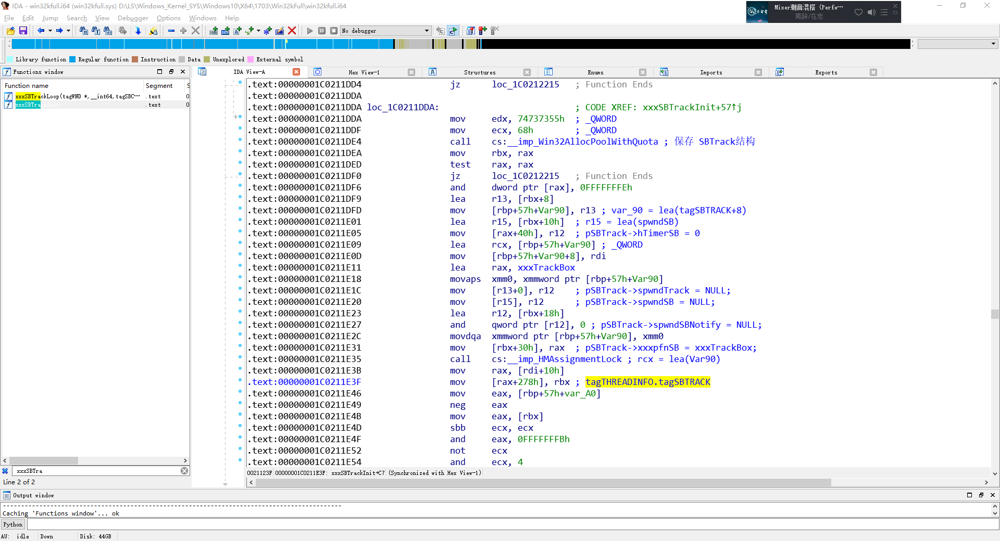 IDA - win32kfull.i64 (win32kfull.sys) D:\LS\Windows_Kernel_SYS\Windows10\X64\1703\Win32kFull\win32kfull.i64
Mixer潮音混搭 (Perfe…
南辞/在忠
File Edit Jump Search View Debugger Options Windows Help
No debugger
Library function Regular function Instruction Data Unexplored External symbol
Functions window
IDA View-A Hex View-1 Structures Enums Imports Exports
Function name Segment S
xxxSBTrackLoop(tagWND *,__int64,tagSBC… .text 0
xxxSBTrackInit .text 0
.text:00000001C0211DD4 jz loc_1C0212215 ; Function Ends
.text:00000001C0211DDA
.text:00000001C0211DDA loc_1C0211DDA: ; CODE XREF: xxxSBTrackInit+57↑j
.text:00000001C0211DDA mov edx, 74737355h ; _QWORD
.text:00000001C0211DDF mov ecx, 68h ; _QWORD
.text:00000001C0211DE4 call cs:__imp_Win32AllocPoolWithQuota ; 保存 SBTrack结构
.text:00000001C0211DEA mov rbx, rax
.text:00000001C0211DED test rax, rax
.text:00000001C0211DF0 jz loc_1C0212215 ; Function Ends
.text:00000001C0211DF6 and dword ptr [rax], 0FFFFFFFEh
.text:00000001C0211DF9 lea r13, [rbx+8]
.text:00000001C0211DFD mov [rbp+57h+Var90], r13 ; var_90 = lea(tagSBTRACK+8)
.text:00000001C0211E01 lea r15, [rbx+10h] ; r15 = lea(spwndSB)
.text:00000001C0211E05 mov [rax+40h], r12 ; pSBTrack->hTimerSB = 0
.text:00000001C0211E09 lea rcx, [rbp+57h+Var90] ; _QWORD
.text:00000001C0211E0D mov [rbp+57h+Var90+8], rdi
.text:00000001C0211E11 lea rax, xxxTrackBox
.text:00000001C0211E18 movaps xmm0, xmmword ptr [rbp+57h+Var90]
.text:00000001C0211E1C mov [r13+0], r12 ; pSBTrack->spwndTrack = NULL;
.text:00000001C0211E20 mov [r15], r12 ; pSBTrack->spwndSB = NULL;
.text:00000001C0211E23 lea r12, [rbx+18h]
.text:00000001C0211E27 and qword ptr [r12], 0 ; pSBTrack->spwndSBNotify = NULL;
.text:00000001C0211E2C movdqa xmmword ptr [rbp+57h+Var90], xmm0
.text:00000001C0211E31 mov [rbx+30h], rax ; pSBTrack->xxxpfnSB = xxxTrackBox;
.text:00000001C0211E35 call cs:__imp_HMAssignmentLock ; rcx = lea(Var90)
.text:00000001C0211E3B mov rax, [rdi+10h]
.text:00000001C0211E3F mov [rax+278h], rbx ; tagTHREADINFO.tagSBTRACK
.text:00000001C0211E46 mov eax, [rbp+57h+var_A0]
.text:00000001C0211E49 neg eax
.text:00000001C0211E4B mov eax, [rbx]
.text:00000001C0211E4D sbb ecx, ecx
.text:00000001C0211E4F and eax, 0FFFFFFFBh
.text:00000001C0211E52 not ecx
.text:00000001C0211E54 and ecx, 4
xxxSBTra
0021123F 00000001C0211E3F: xxxSBTrackInit+C7 (Synchronized with Hex View-1)
Line 2 of 2
Output window
Caching 'Functions window'... ok
Python
AU: idle Down Disk: 44GB